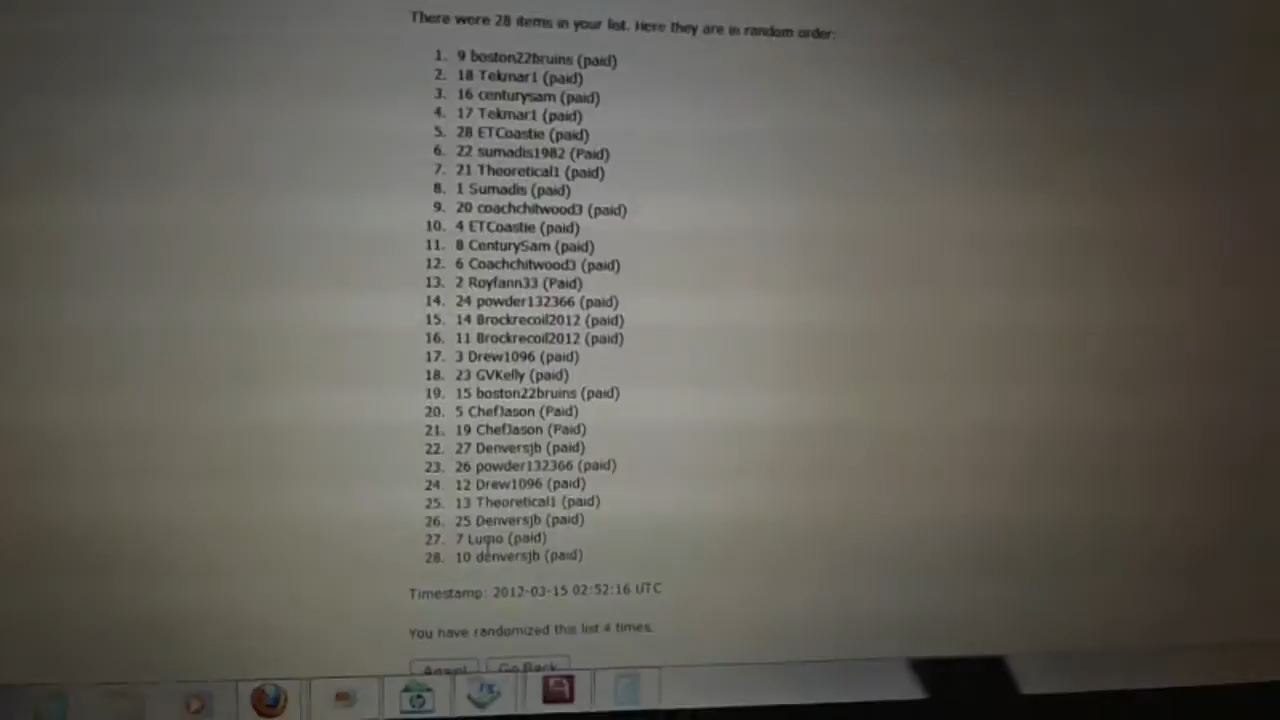 There were 28 items in your list. Here they are in random order:
1. 9 boston22bruins (paid)
2. 18 Tekmar1 (paid)
3. 16 centurysam (paid)
4. 17 Tekmar1 (paid)
5. 28 ETCoastie (paid)
6. 22 sumadis1982 (Paid)
7. 21 Theoretical1 (paid)
8. 1 Sumadis (paid)
9. 20 coachchitwood3 (paid)
10. 4 ETCoastie (paid)
11. 8 CenturySam (paid)
12. 6 Coachchitwood3 (paid)
13. 2 Royfann33 (Paid)
14. 24 powder132366 (paid)
15. 14 Brockrecoil2012 (paid)
16. 11 Brockrecoil2012 (paid)
17. 3 Drew1096 (paid)
18. 23 GVKelly (paid)
19. 15 boston22bruins (paid)
20. 5 ChefJason (Paid)
21. 19 ChefJason (Paid)
22. 27 Denversjb (paid)
23. 26 powder132366 (paid)
24. 12 Drew1096 (paid)
25. 13 Theoretical1 (paid)
26. 25 Denversjb (paid)
27. 7 (paid)
28. 10 denversjb (paid)
Timestamp: 2012-03-15 02:52:16 UTC
You have randomized this list 4 times.
Again! Go Back